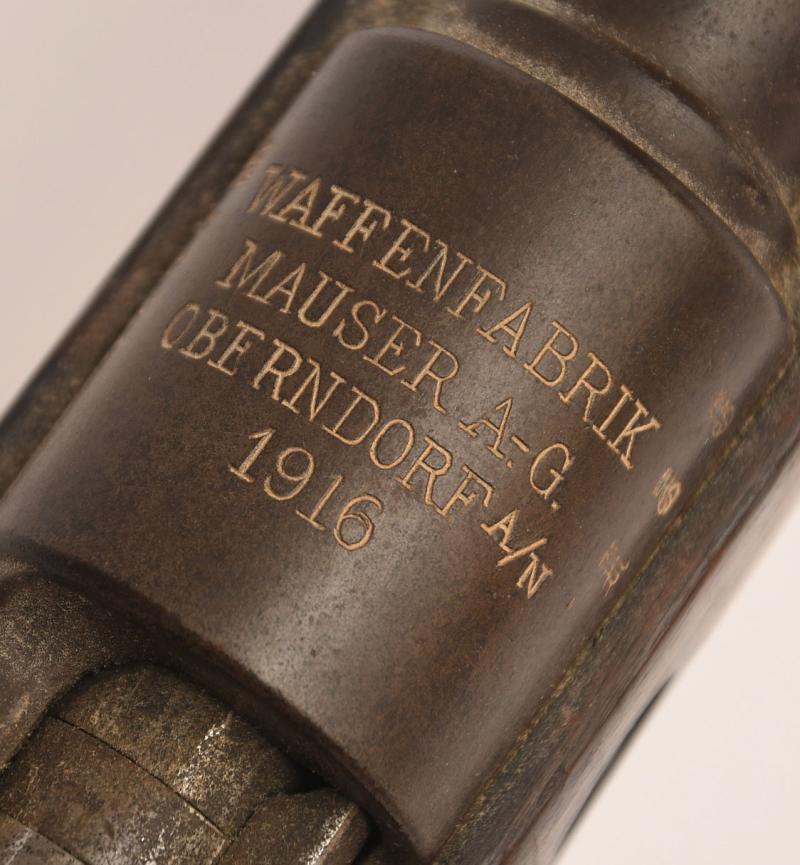 WAFFENFABRIK
MAUSER A-G.
OBERNDORF A/N
1916